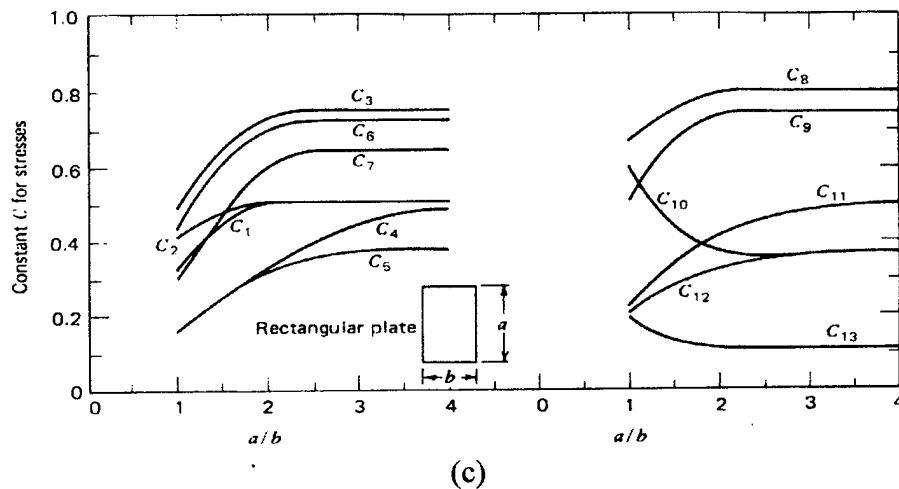 Constant C for stresses
1.0
0.8
0.6
0.4
0.2
0
C₃
C₆
C₇
C₂
C₁
C₄
C₅
Rectangular plate
a
b
0 1 2 3 4
a/b
C₈
C₉
C₁₀
C₁₁
C₁₂
C₁₃
0 1 2 3 4
a/b
(c)